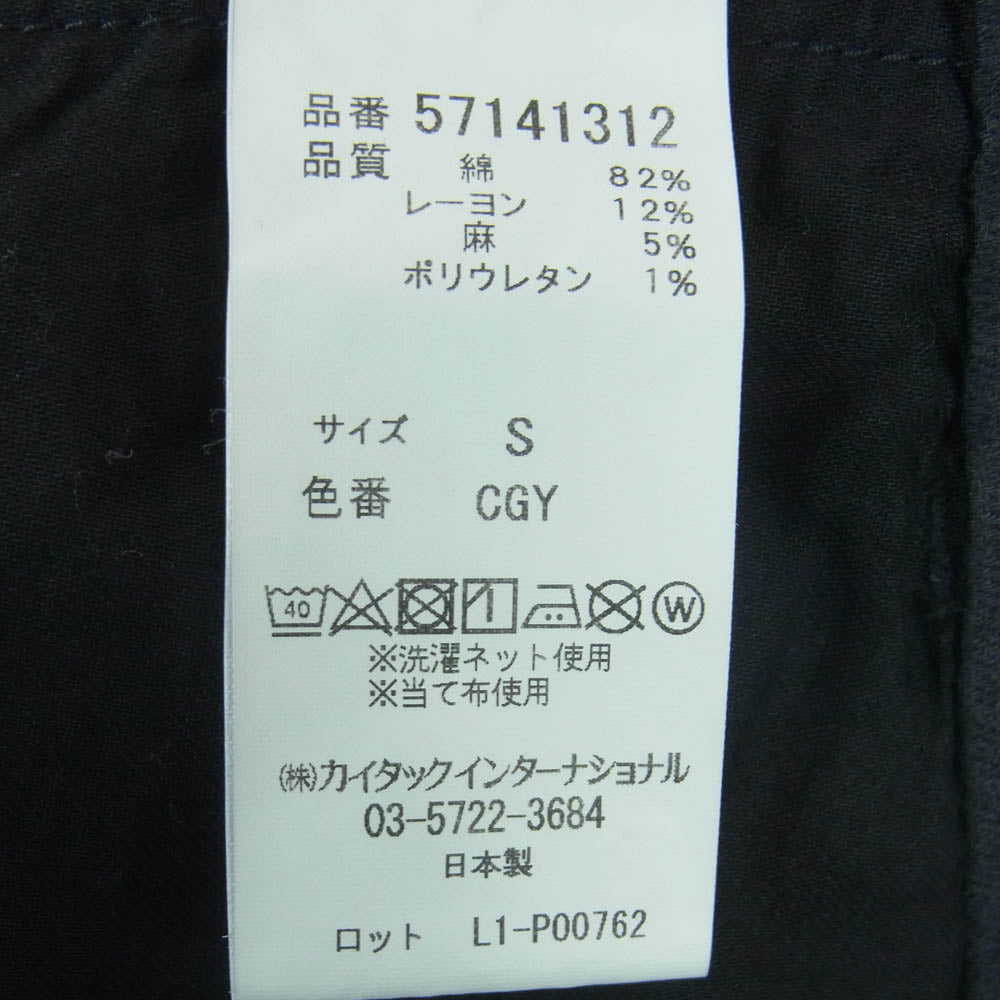 品番 57141312
品質 綿 82%
レーヨン 12%
麻 5%
ポリウレタン 1%
サイズ S
色番 CGY
40 W
※洗濯ネット使用
※当て布使用
㈱カイタックインターナショナル
03-5722-3684
日本製
ロット L1-P00762